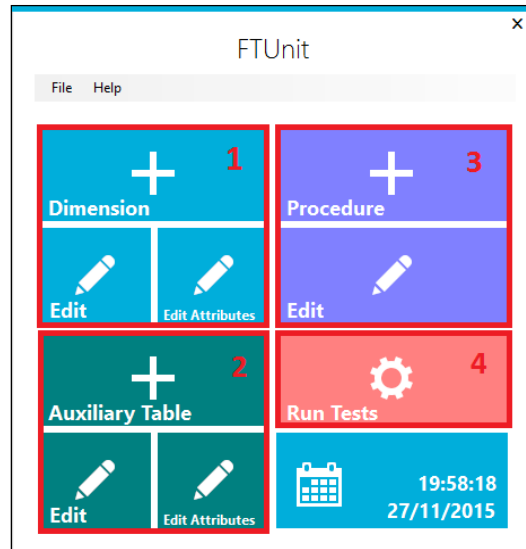 x
FTUnit
File Help
1
Dimension
Edit
Edit Attributes
3
Procedure
Edit
2
Auxiliary Table
Edit
Edit Attributes
4
Run Tests
19:58:18
27/11/2015